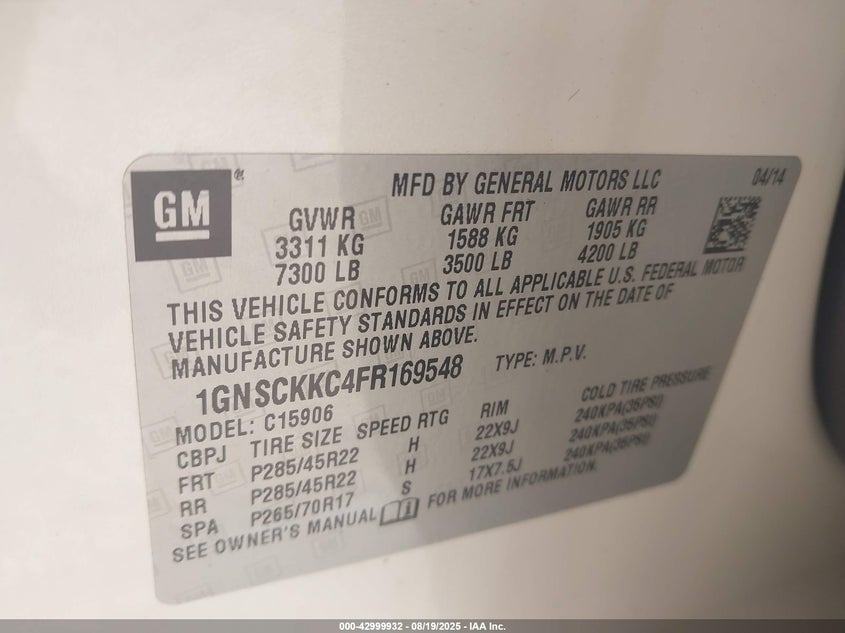 GM®
MFD BY GENERAL MOTORS LLC
04/14
GVWR GAWR FRT GAWR RR
3311 KG 1588 KG 1905 KG
7300 LB 3500 LB 4200 LB
THIS VEHICLE CONFORMS TO ALL APPLICABLE U.S. FEDERAL MOTOR
VEHICLE SAFETY STANDARDS IN EFFECT ON THE DATE OF
MANUFACTURE SHOWN ABOVE.
1GNSCKKC4FR169548 TYPE: M.P.V.
MODEL: C15906
CBPJ TIRE SIZE SPEED RTG RIM COLD TIRE PRESSURE
FRT P285/45R22 H 22X9J 240KPA(35PSI)
RR P285/45R22 H 22X9J 240KPA(35PSI)
SPA P265/70R17 S 17X7.5J 240KPA(35PSI)
SEE OWNER'S MANUAL FOR MORE INFORMATION.
000-42999932 - 08/19/2025 - IAA Inc.